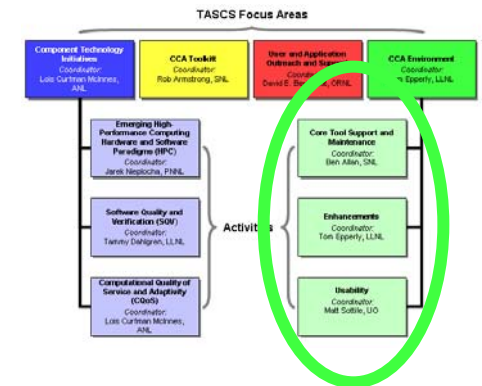 TASCS Focus Areas
Component Technology
Initiatives
Coordinator:
Lois Curfman McInnes,
ANL
CCA Toolkit
Coordinator:
Rob Armstrong, SNL
User and Application
Outreach and
David E.
ORNL
CCA Environment
Epperly, LLNL
Emerging High-
Performance Computing
Hardware and Software
Paradigms (HPC)
Coordinator:
Jarek Nieplocha, PNNL
Software Quality and
Verification (SQV)
Coordinator:
Tammy Dahlgren, LLNL
Computational Quality of
Service and Adaptivity
(CQoS)
Coordinator:
Lois Curfman McInnes,
ANL
Activities
Core Tool Support and
Maintenance
Coordinator:
Ben Allan, SNL
Enhancements
Coordinator:
Tom Epperly, LLNL
Usability
Coordinator:
Matt Sottile, UO